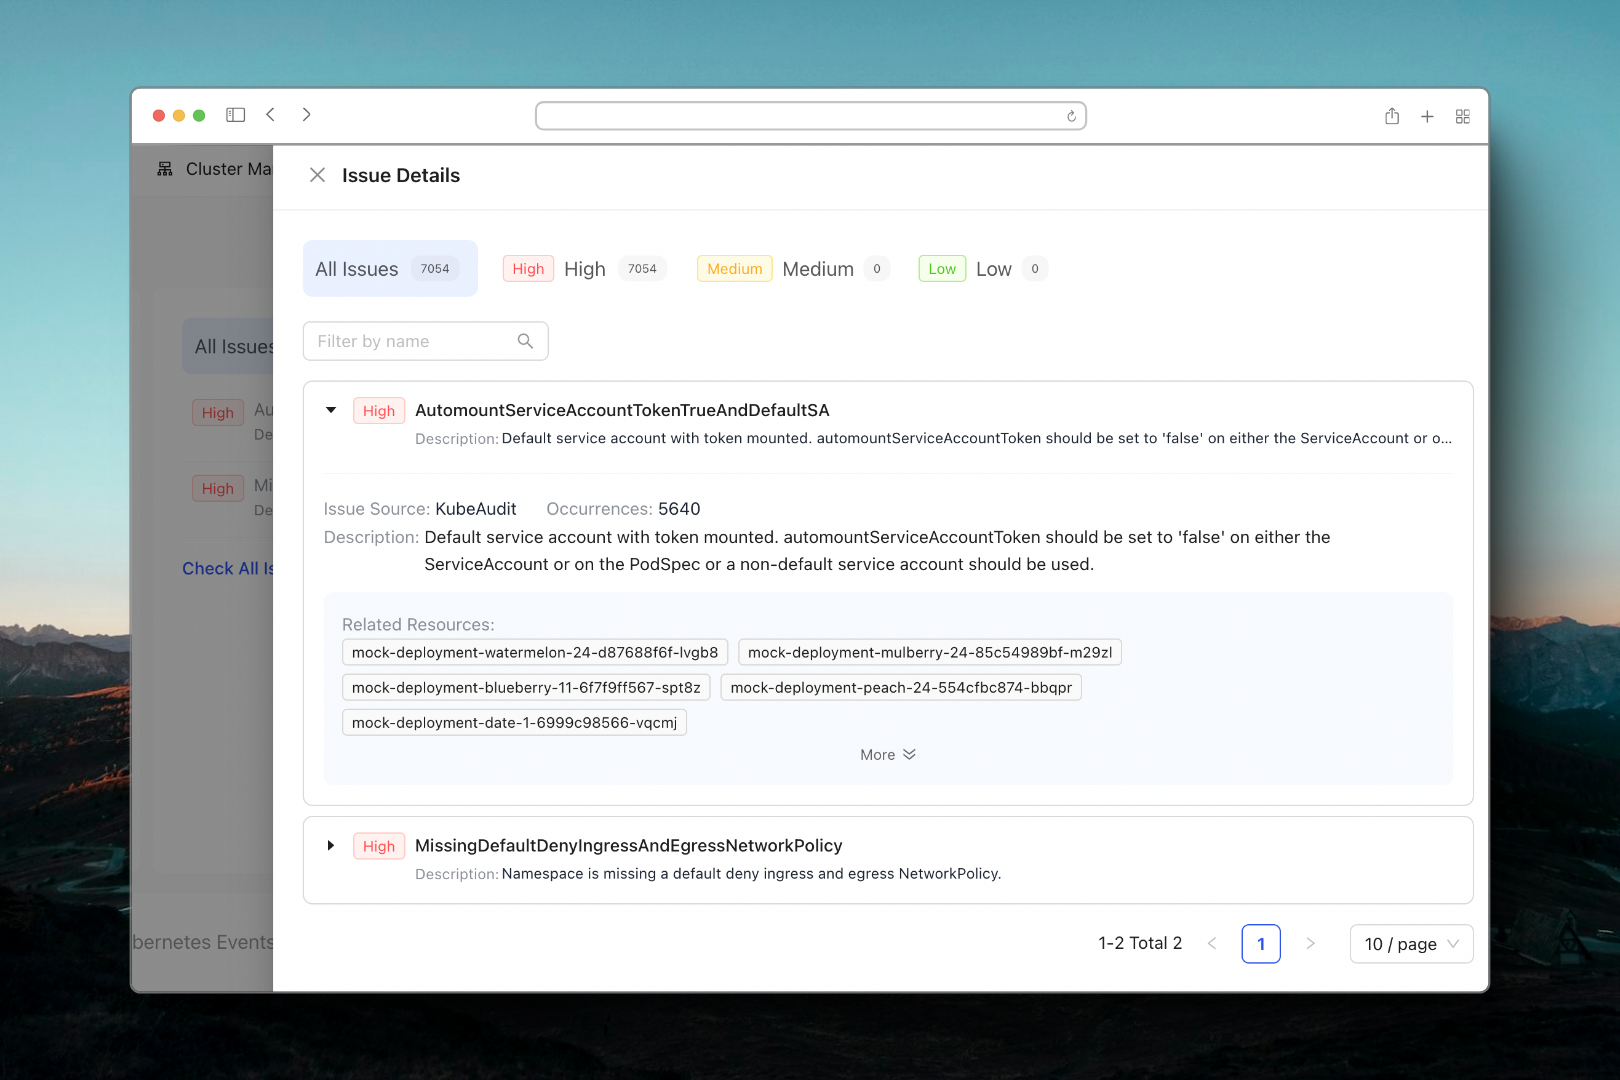 Cluster Ma
Issue Details
All Issues 7054 High High 7054 Medium Medium 0 Low Low 0
Filter by name
All Issues
High Au
De
High Mi
De
Check All Is
bernetes Events
High AutomountServiceAccountTokenTrueAndDefaultSA
Description: Default service account with token mounted. automountServiceAccountToken should be set to 'false' on either the ServiceAccount or o...
Issue Source: KubeAudit Occurrences: 5640
Description: Default service account with token mounted. automountServiceAccountToken should be set to 'false' on either the
ServiceAccount or on the PodSpec or a non-default service account should be used.
Related Resources:
mock-deployment-watermelon-24-d87688f6f-lvgb8 mock-deployment-mulberry-24-85c54989bf-m29zl
mock-deployment-blueberry-11-6f7f9ff567-spt8z mock-deployment-peach-24-554cfbc874-bbqpr
mock-deployment-date-1-6999c98566-vqcmj
More
High MissingDefaultDenyIngressAndEgressNetworkPolicy
Description: Namespace is missing a default deny ingress and egress NetworkPolicy.
1-2 Total 2 1 10 / page